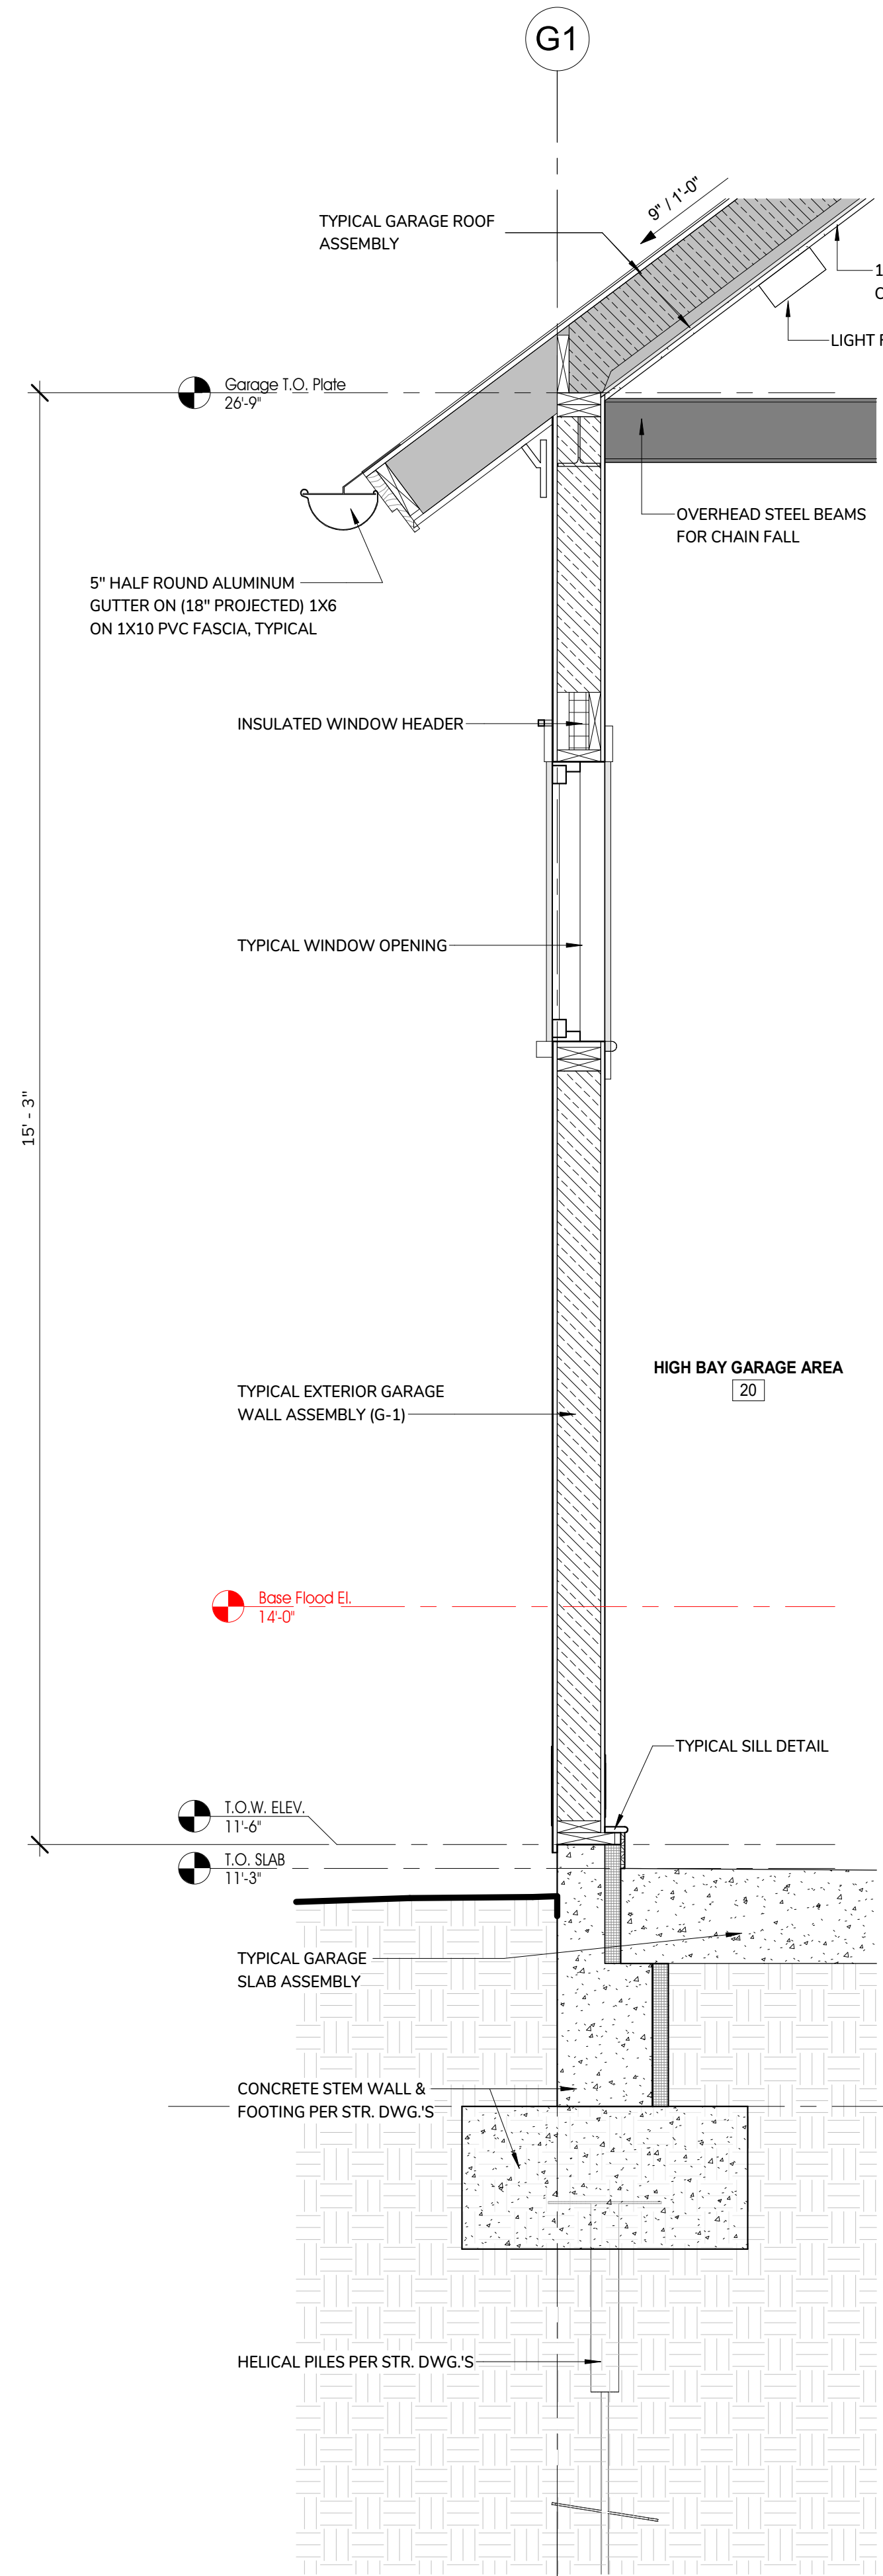 G1
9" / 1'-0"
TYPICAL GARAGE ROOF
ASSEMBLY
1
LIGHT
Garage T.O. Plate
26'-9"
OVERHEAD STEEL BEAMS
FOR CHAIN FALL
5" HALF ROUND ALUMINUM
GUTTER ON (18" PROJECTED) 1X6
ON 1X10 PVC FASCIA, TYPICAL
INSULATED WINDOW HEADER
TYPICAL WINDOW OPENING
15' - 3"
HIGH BAY GARAGE AREA
20
TYPICAL EXTERIOR GARAGE
WALL ASSEMBLY (G-1)
Base Flood El.
14'-0"
TYPICAL SILL DETAIL
T.O.W. ELEV.
11'-6"
T.O. SLAB
11'-3"
TYPICAL GARAGE
SLAB ASSEMBLY
CONCRETE STEM WALL &
FOOTING PER STR. DWG.'S
HELICAL PILES PER STR. DWG.'S